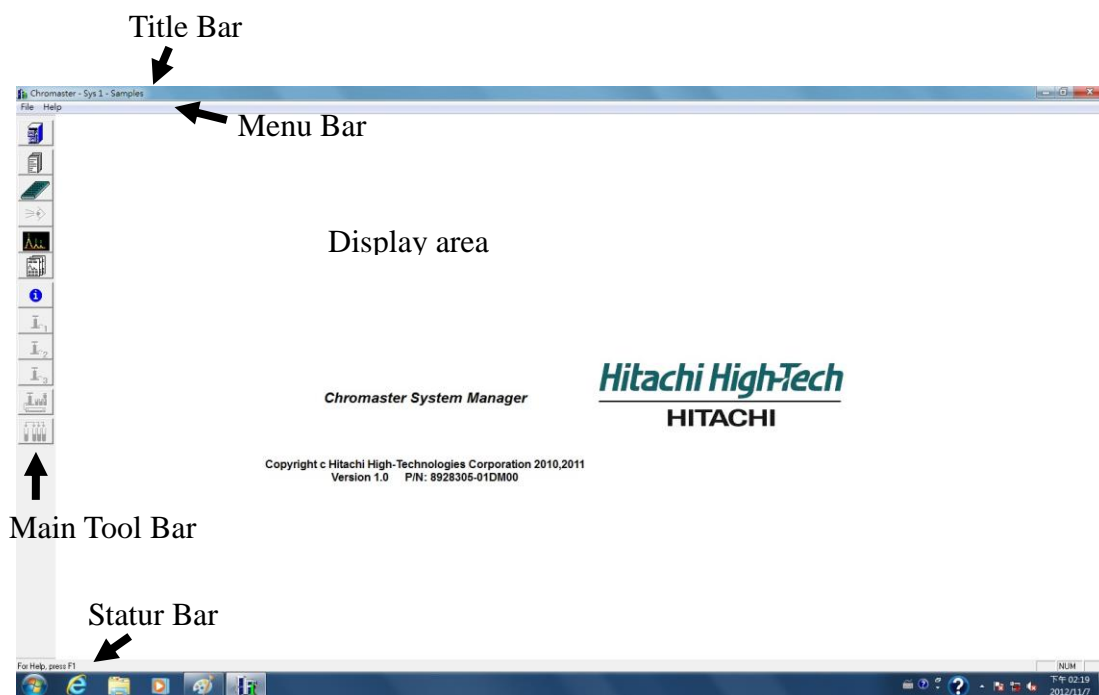 Title Bar
Chromaster - Sys 1 - Samples
File Help
Menu Bar
Display area
Hitachi High-Tech
HITACHI
Chromaster System Manager
Copyright c Hitachi High-Technologies Corporation 2010,2011
Version 1.0 P/N: 8928305-01DM00
Main Tool Bar
Statur Bar
For Help, press F1
NUM
下午 02:19
2012/11/7